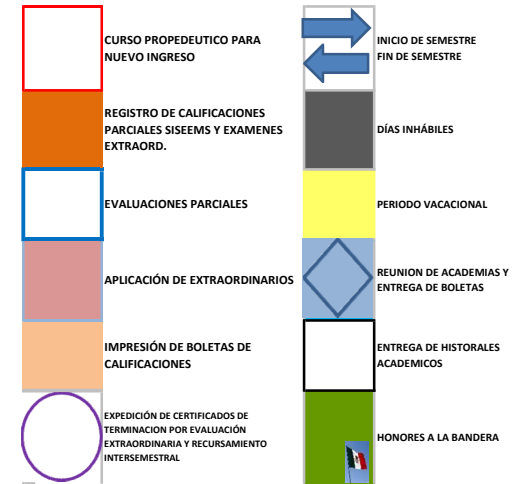 CURSO PROPEDEUTICO PARA
NUEVO INGRESO
REGISTRO DE CALIFICACIONES
PARCIALES SISEEMS Y EXAMENES
EXTRAORD.
EVALUACIONES PARCIALES
APLICACIÓN DE EXTRAORDINARIOS
IMPRESIÓN DE BOLETAS DE
CALIFICACIONES
EXPEDICIÓN DE CERTIFICADOS DE
TERMINACION POR EVALUACIÓN
EXTRAORDINARIA Y RECURSAMIENTO
INTERSEMESTRAL
INICIO DE SEMESTRE
FIN DE SEMESTRE
DÍAS INHÁBILES
PERIODO VACACIONAL
REUNION DE ACADEMIAS Y
ENTREGA DE BOLETAS
ENTREGA DE HISTORALES
ACADEMICOS
HONORES A LA BANDERA